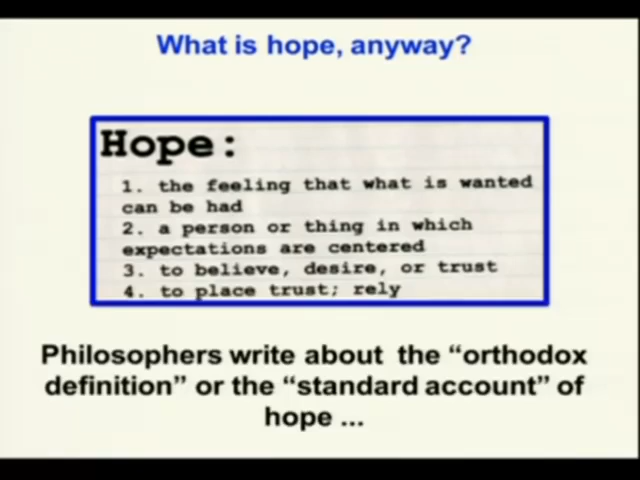 What is hope, anyway?
Hope:
1. the feeling that what is wanted
can be had
2. a person or thing in which
expectations are centered
3. to believe, desire, or trust
4. to place trust; rely
Philosophers write about the “orthodox
definition” or the “standard account” of
hope ...